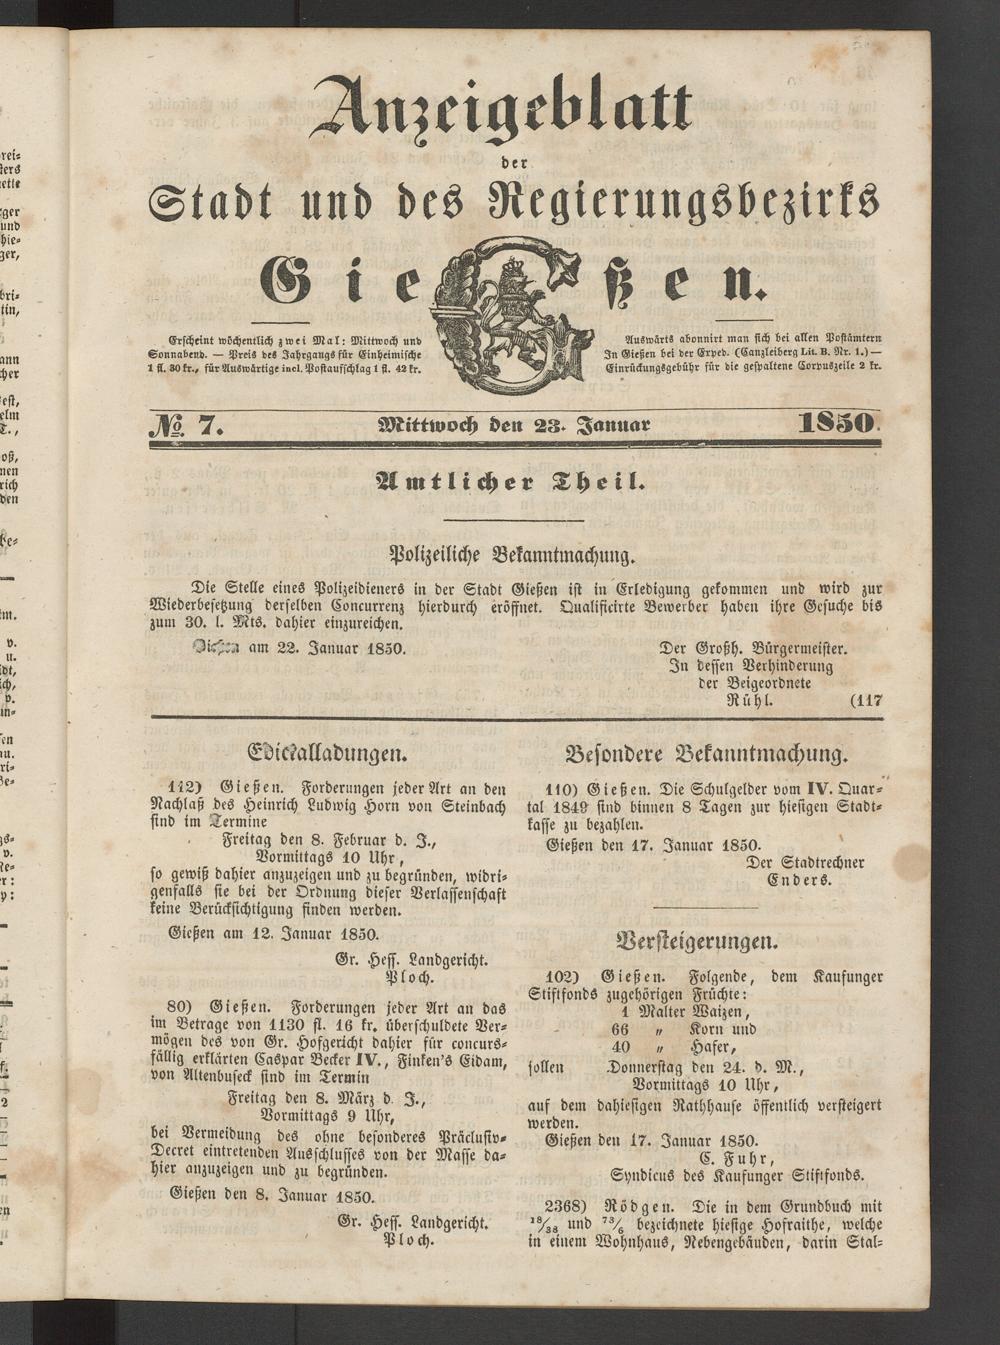 Anzeigeblatt
der
Stadt und des Regierungsbezirks
Gießen.
Erscheint wöchentlich zwei Mal: Mittwoch und
Sonnabend. — Preis des Jahrgangs für Einheimische
1 fl. 30 kr., für Auswärtige incl. Postaufschlag 1 fl. 42 kr.
Auswärts abonnirt man sich bei allen Postämtern
In Gießen bei der Exped. (Canzleiberg Lit. B. Nr. 1.) —
Einrückungsgebühr für die gespaltene Corpuszeile 2 kr.
No. 7.
Mittwoch den 23. Januar
1850.
Amtlicher Theil.
Polizeiliche Bekanntmachung.
Die Stelle eines Polizeidieners in der Stadt Gießen ist in Erledigung gekommen und wird zur
Wiederbesetzung derselben Concurrenz hierdurch eröffnet. Qualificirte Bewerber haben ihre Gesuche bis
zum 30. l. Mts. dahier einzureichen.
Gießen am 22. Januar 1850.
Der Großh. Bürgermeister.
In dessen Verhinderung
der Beigeordnete
Rühl. (117
Edictalladungen.
112) Gießen. Forderungen jeder Art an den
Nachlaß des Heinrich Ludwig Horn von Steinbach
sind im Termine
Freitag den 8. Februar d. J.,
Vormittags 10 Uhr,
so gewiß dahier anzuzeigen und zu begründen, widri-
genfalls sie bei der Ordnung dieser Verlassenschaft
keine Berücksichtigung finden werden.
Gießen am 12. Januar 1850.
Gr. Hess. Landgericht.
Ploch.
80) Gießen. Forderungen jeder Art an das
im Betrage von 1130 fl. 16 kr. überschuldete Ver-
mögen des von Gr. Hofgericht dahier für concurs-
fällig erklärten Caspar Becker IV., Finken's Eidam,
von Altenbuseck sind im Termin
Freitag den 8. März d. J.,
Vormittags 9 Uhr,
bei Vermeidung des ohne besonderes Präclusiv-
Decret eintretenden Ausschlusses von der Masse da-
hier anzuzeigen und zu begründen.
Gießen den 8. Januar 1850.
Gr. Hess. Landgericht.
Ploch.
Besondere Bekanntmachung.
110) Gießen. Die Schulgelder vom IV. Quar-
tal 1849 sind binnen 8 Tagen zur hiesigen Stadt-
kasse zu bezahlen.
Gießen den 17. Januar 1850.
Der Stadtrechner
Enders.
Versteigerungen.
102) Gießen. Folgende, dem Kaufunger
Stiftfonds zugehörigen Früchte:
1 Malter Waizen,
66 „ Korn und
40 „ Hafer,
sollen Donnerstag den 24. d. M.,
Vormittags 10 Uhr,
auf dem dahiesigen Rathhause öffentlich versteigert
werden.
Gießen den 17. Januar 1850.
C. Fuhr,
Syndicus des Kaufunger Stiftfonds.
2368) Rödgen. Die in dem Grundbuch mit
18/38 und 73/6 bezeichnete hiesige Hofraithe, welche
in einem Wohnhaus, Nebengebäuden, darin Stal-